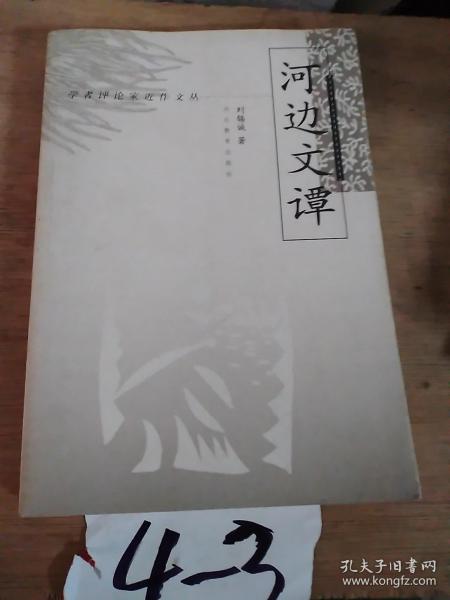 学者评论家近作文丛
河边文谭
刘锡诚 著
4-3
孔夫子旧书网
www.kongfz.com